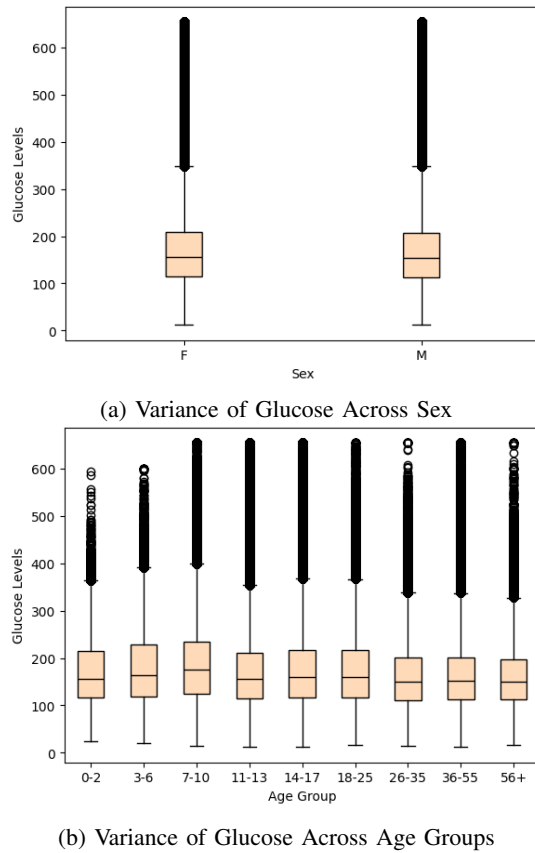 600
500
400
300
200
100
0
Glucose Levels
F M
Sex
(a) Variance of Glucose Across Sex
600
500
400
300
200
100
0
Glucose Levels
0-2 3-6 7-10 11-13 14-17 18-25 26-35 36-55 56+
Age Group
(b) Variance of Glucose Across Age Groups